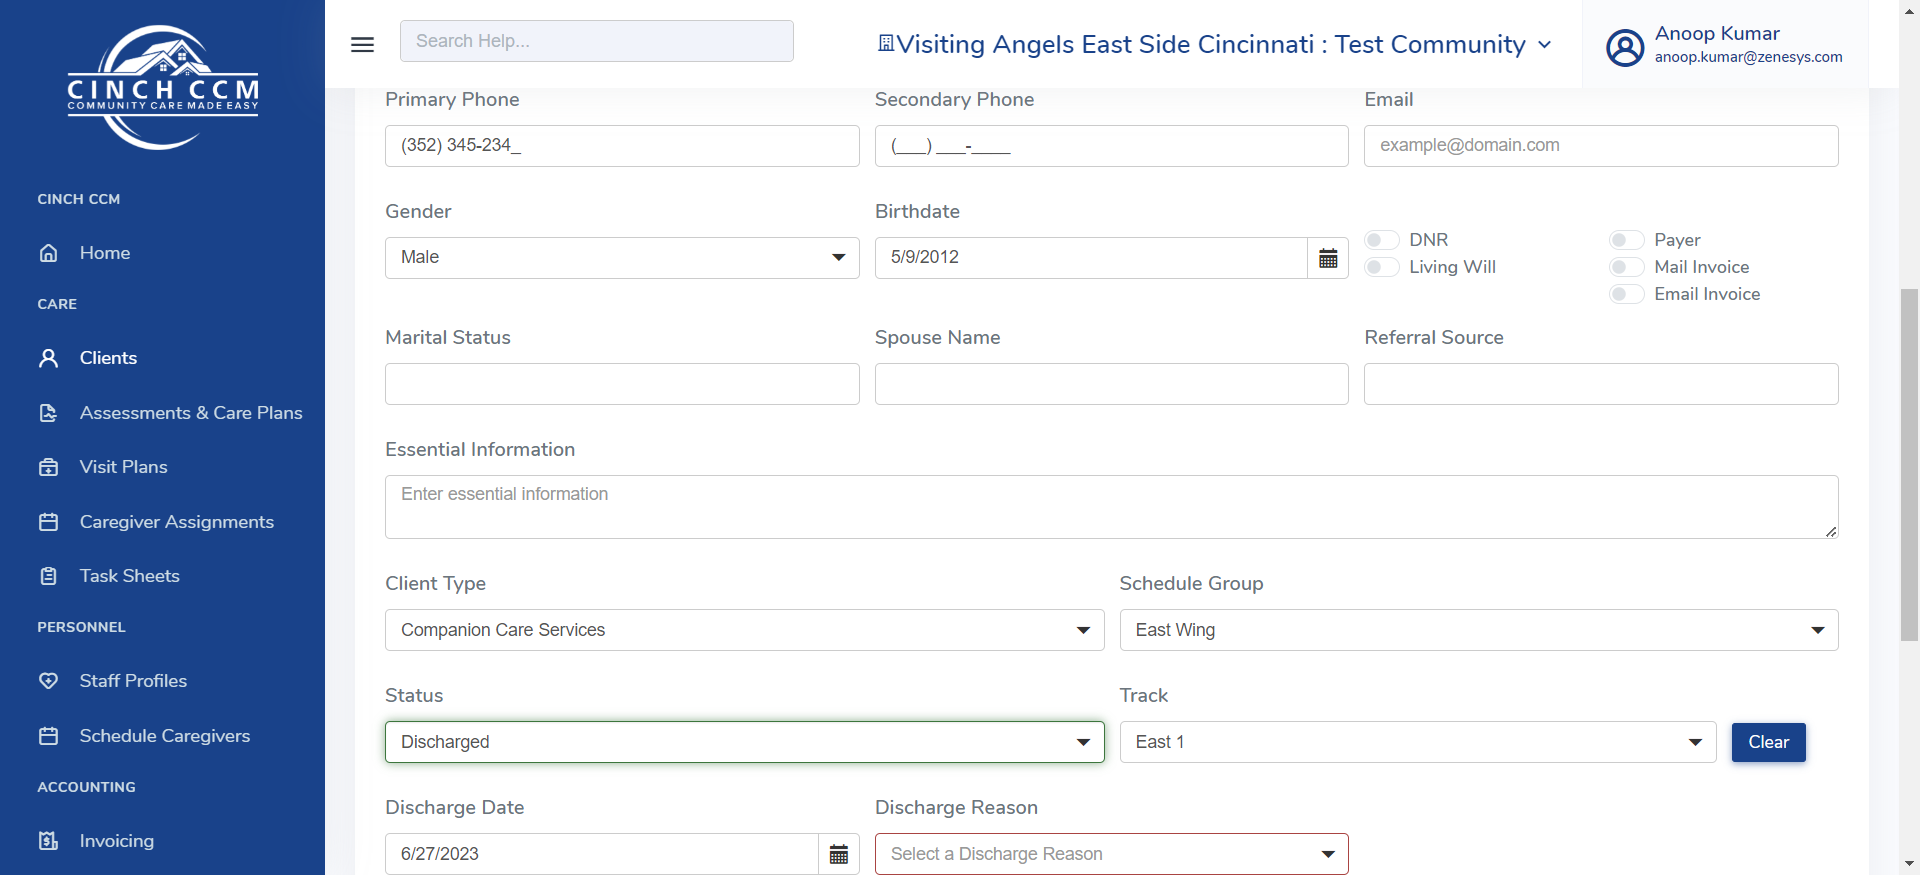 CINCH CCM
COMMUNITY CARE MADE EASY
CINCH CCM
Home
CARE
Clients
Assessments & Care Plans
Visit Plans
Caregiver Assignments
Task Sheets
PERSONNEL
Staff Profiles
Schedule Caregivers
ACCOUNTING
Invoicing
Search Help...
Visiting Angels East Side Cincinnati : Test Community
Anoop Kumar
anoop.kumar@zenesys.com
Primary Phone
Secondary Phone
Email
(352) 345-234_
(___) ___-____
example@domain.com
Gender
Birthdate
Male
5/9/2012
DNR
Living Will
Payer
Mail Invoice
Email Invoice
Marital Status
Spouse Name
Referral Source
Essential Information
Enter essential information
Client Type
Schedule Group
Companion Care Services
East Wing
Status
Track
Discharged
East 1
Clear
Discharge Date
Discharge Reason
6/27/2023
Select a Discharge Reason